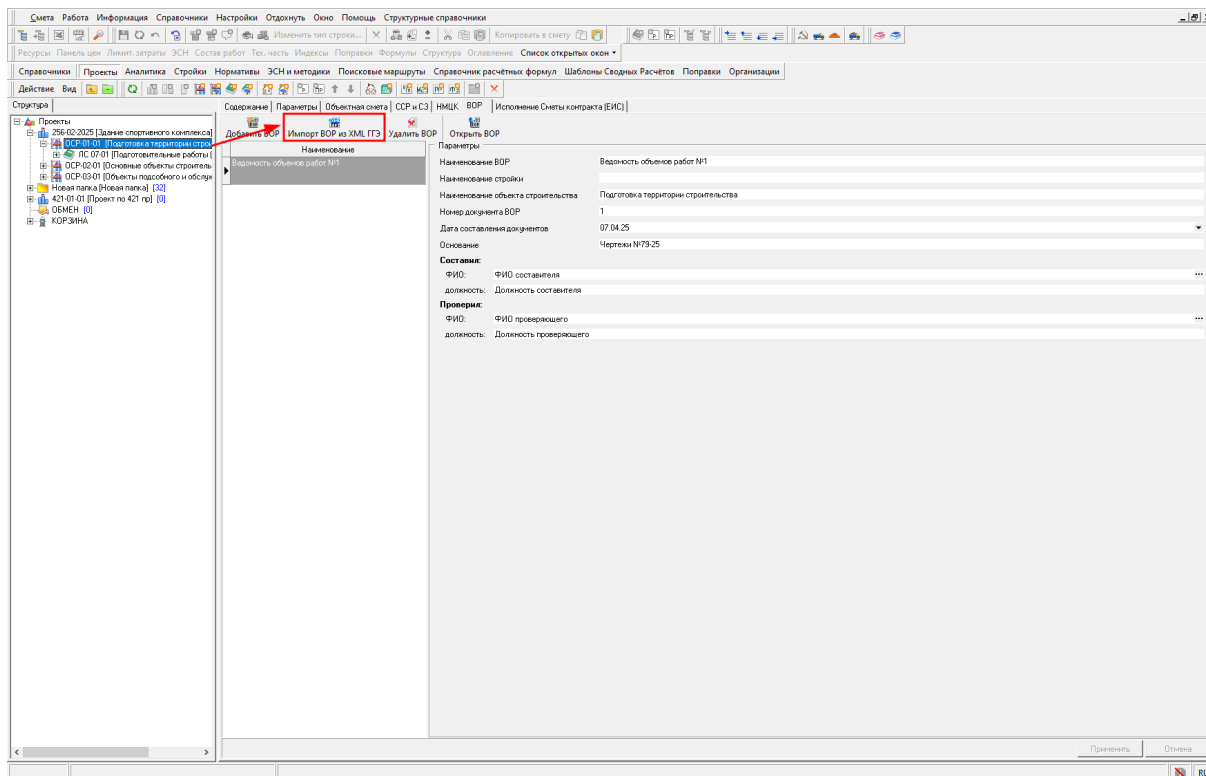 Смета Работа Информация Справочники Настройки Отдохнуть Окно Помощь Структурные справочники
Изменить тип строки... Копировать в смету
Ресурсы Панель цен Лимит. затраты ЭСН Состав работ Тех. часть Индексы Поправки Формулы Структура Оглавление Список открытых окон
Справочники Проекты Аналитика Стройки Нормативы ЭСН и методики Поисковые маршруты Справочник расчётных формул Шаблоны Сводных Расчётов Поправки Организации
Действие Вид
Структура
Содержание Параметры Объектная смета ССР и СЗ НМЦК ВОР Исполнение Сметы контракта (ЕИС)
Проекты
256-02-2025 [Здание спортивного комплекса]
ОСР-01-01 [Подготовка территории строи
ЛС 07-01 [Подготовительные работы (
ОСР-02-01 [Основные объекты строитель
ОСР-03-01 [Объекты подсобного и обслуж
Новая папка [Новая папка] [32]
421-01-01 [Проект по 421 пр] [0]
ОБМЕН [0]
КОРЗИНА
Добавить ВОР Импорт ВОР из XML ГГЭ Удалить ВОР Открыть ВОР
Наименование
Ведомость объемов работ №1
Параметры
Наименование ВОР Ведомость объемов работ №1
Наименование стройки
Наименование объекта строительства Подготовка территории строительства
Номер документа ВОР 1
Дата составления документов 07.04.25
Основание Чертежи №79-25
Составил:
ФИО: ФИО составителя ...
должность: Должность составителя
Проверил:
ФИО: ФИО проверяющего ...
должность: Должность проверяющего
Применить Отмена